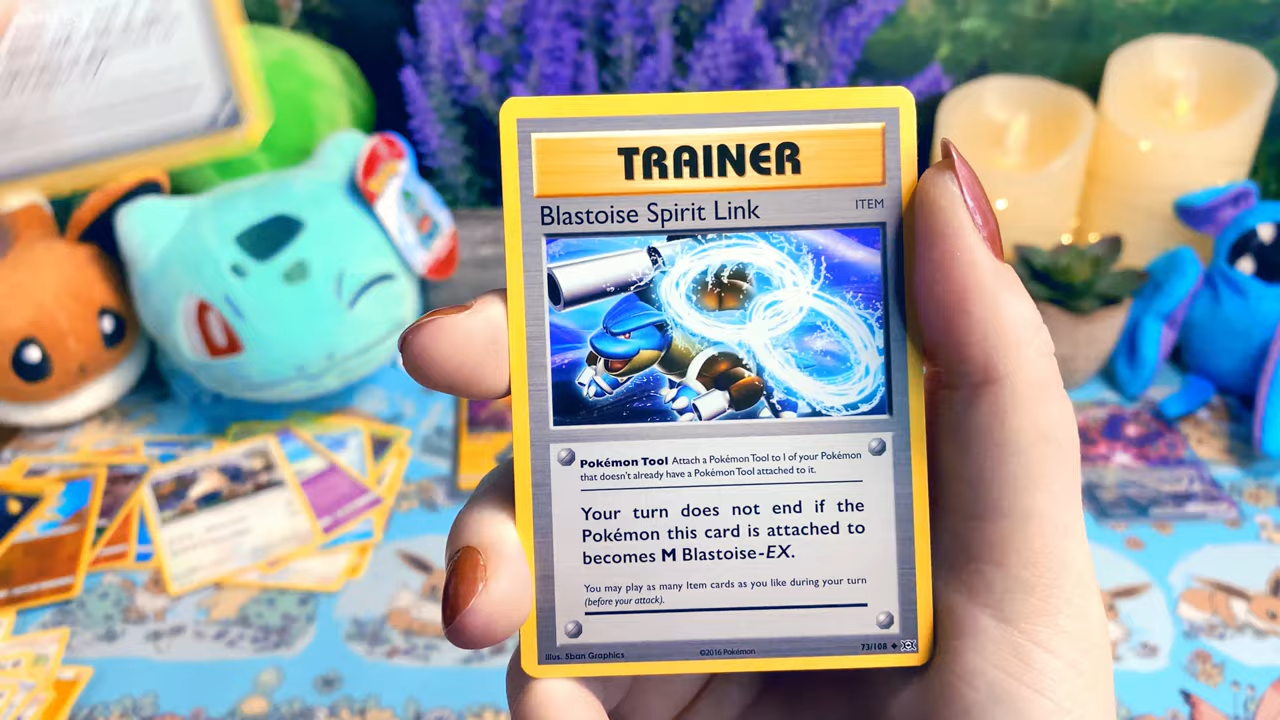 TRAINER
Blastoise Spirit Link
ITEM
Pokémon Tool Attach a Pokémon Tool to 1 of your Pokémon
that doesn't already have a Pokémon Tool attached to it.
Your turn does not end if the
Pokémon this card is attached to
becomes M Blastoise-EX.
You may play as many Item cards as you like during your turn
(before your attack).
Illus. 5ban Graphics
©2016 Pokémon
73/108